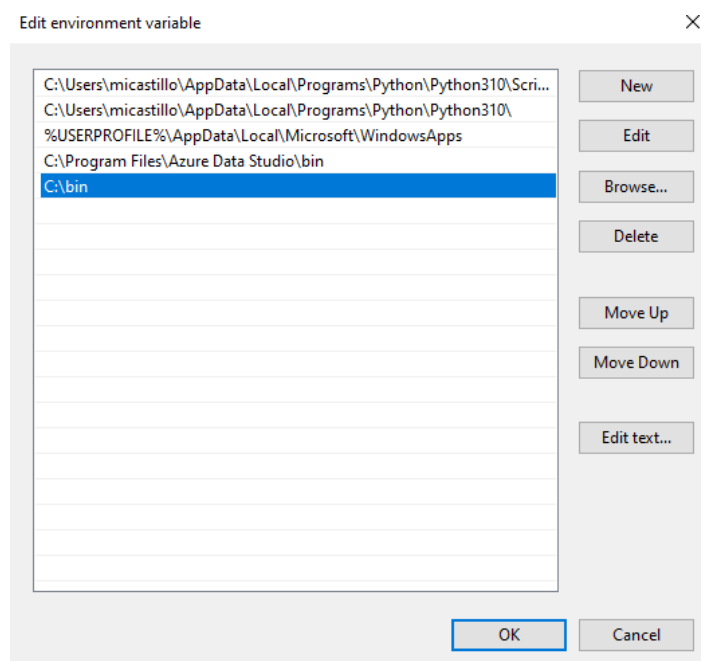 Edit environment variable
C:\Users\micastillo\AppData\Local\Programs\Python\Python310\Scri...
C:\Users\micastillo\AppData\Local\Programs\Python\Python310\
%USERPROFILE%\AppData\Local\Microsoft\WindowsApps
C:\Program Files\Azure Data Studio\bin
C:\bin
New
Edit
Browse...
Delete
Move Up
Move Down
Edit text...
OK
Cancel